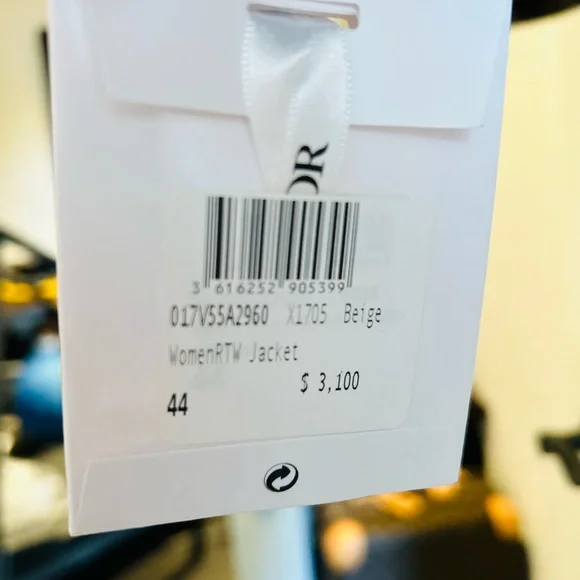 OR
3 616252 905399
017V55A2960 X1705 Beige
WomenRTW Jacket
$ 3,100
44